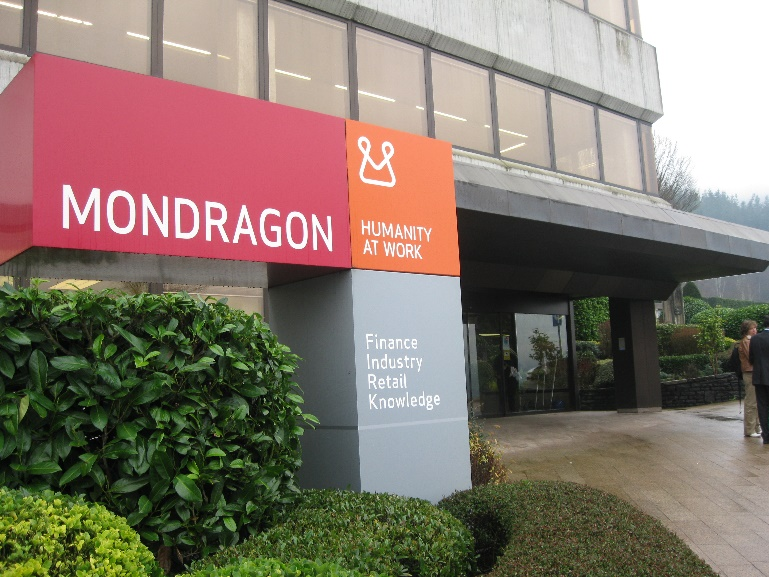 MONDRAGON
HUMANITY
AT WORK
Finance
Industry
Retail
Knowledge